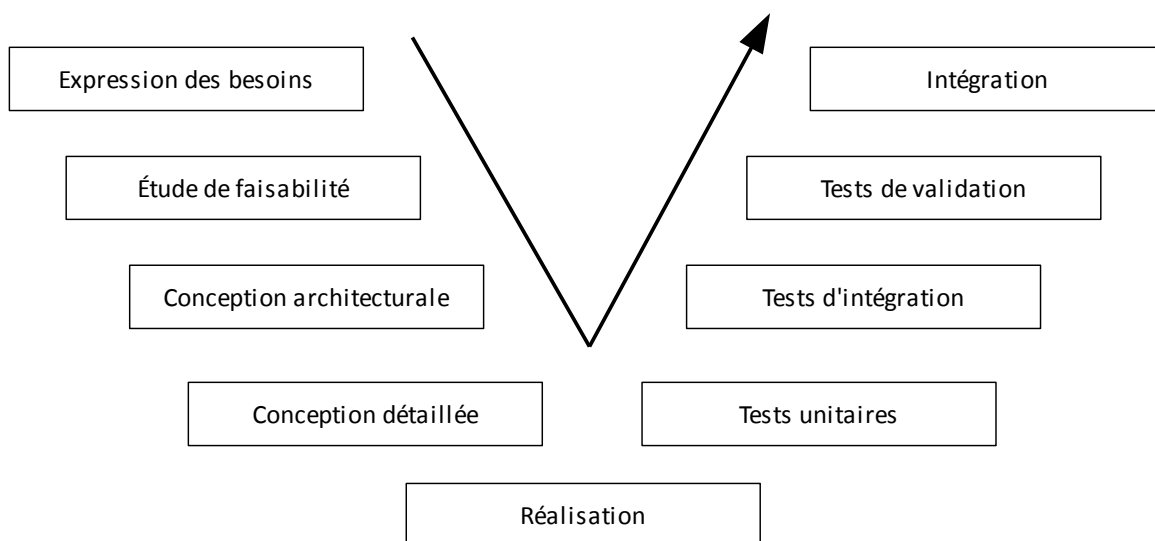 Expression des besoins
Intégration
Étude de faisabilité
Tests de validation
Conception architecturale
Tests d'intégration
Conception détaillée
Tests unitaires
Réalisation